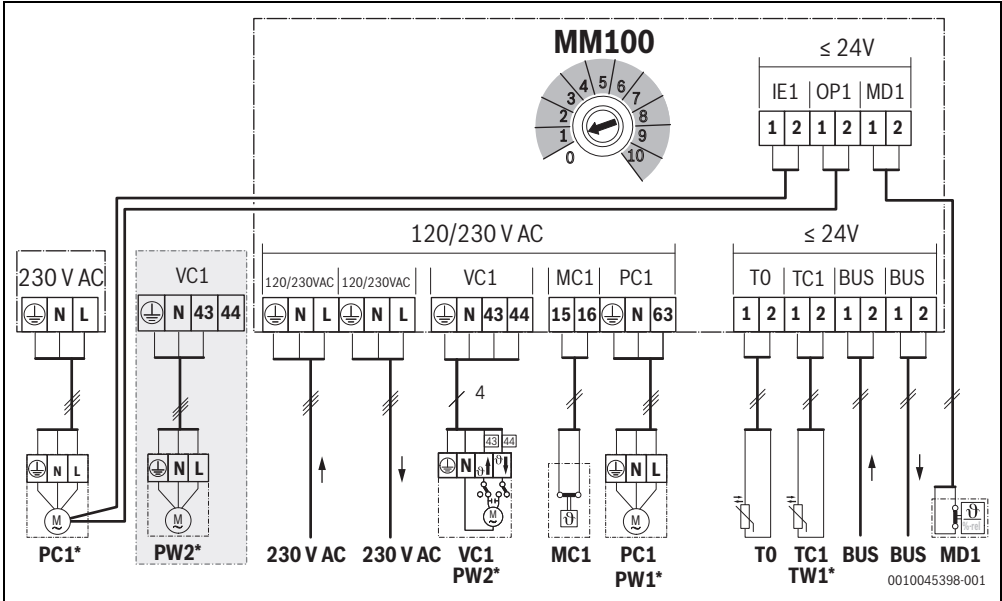 MM100
0 1 2 3 4 5 6 7 8 9 10
≤ 24V
IE1 OP1 MD1
1 2 1 2 1 2
120/230 V AC
≤ 24V
230 V AC
N L
VC1
N 43 44
120/230VAC 120/230VAC VC1 MC1 PC1
N L N L N 43 44 15 16 N 63
T0 TC1 BUS BUS
1 2 1 2 1 2 1 2
4
43 44
N L
N L
N ϑ ϑ
N L
M ~
M ~
M ~
M ~
ϑ
ϑ
%-rel
PC1*
PW2*
230 V AC
230 V AC
VC1
PW2*
MC1
PC1
PW1*
T0
TC1
TW1*
BUS
BUS
MD1
0010045398-001